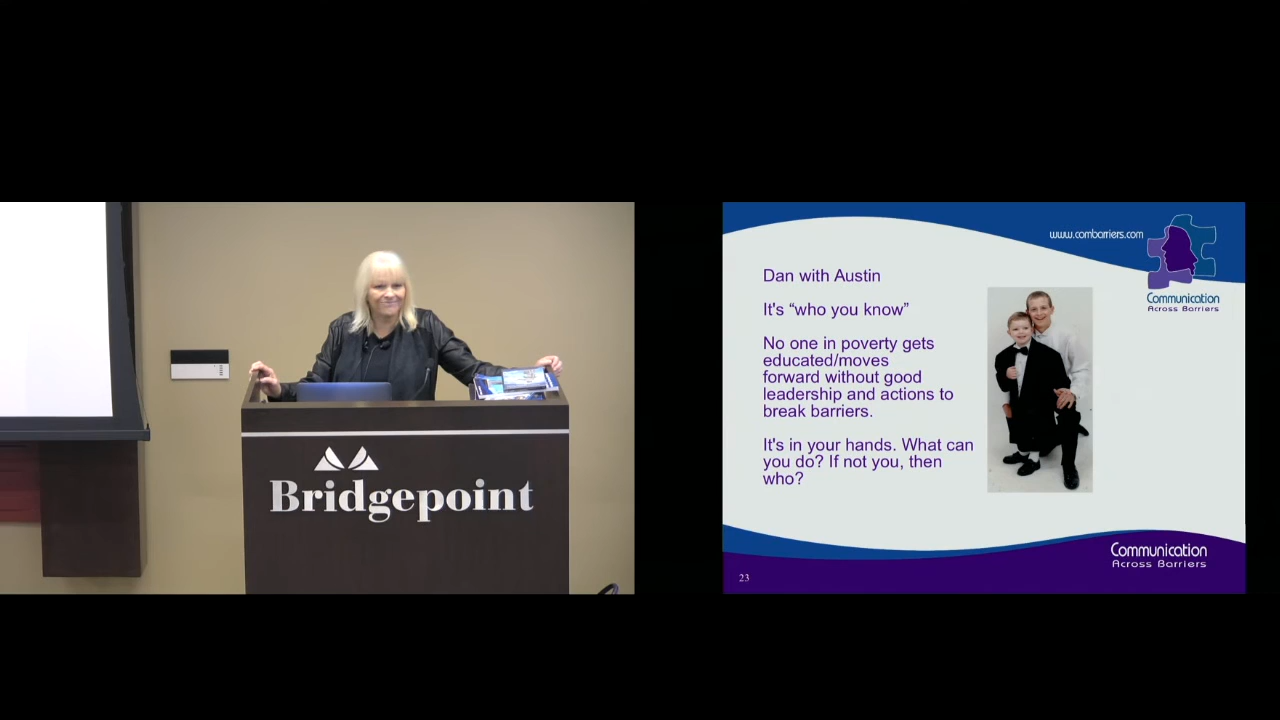 Bridgepoint
www.combarriers.com
Communication
Across Barriers
Dan with Austin
It's “who you know”
No one in poverty gets
educated/moves
forward without good
leadership and actions to
break barriers.
It's in your hands. What can
you do? If not you, then
who?
Communication
Across Barriers
23